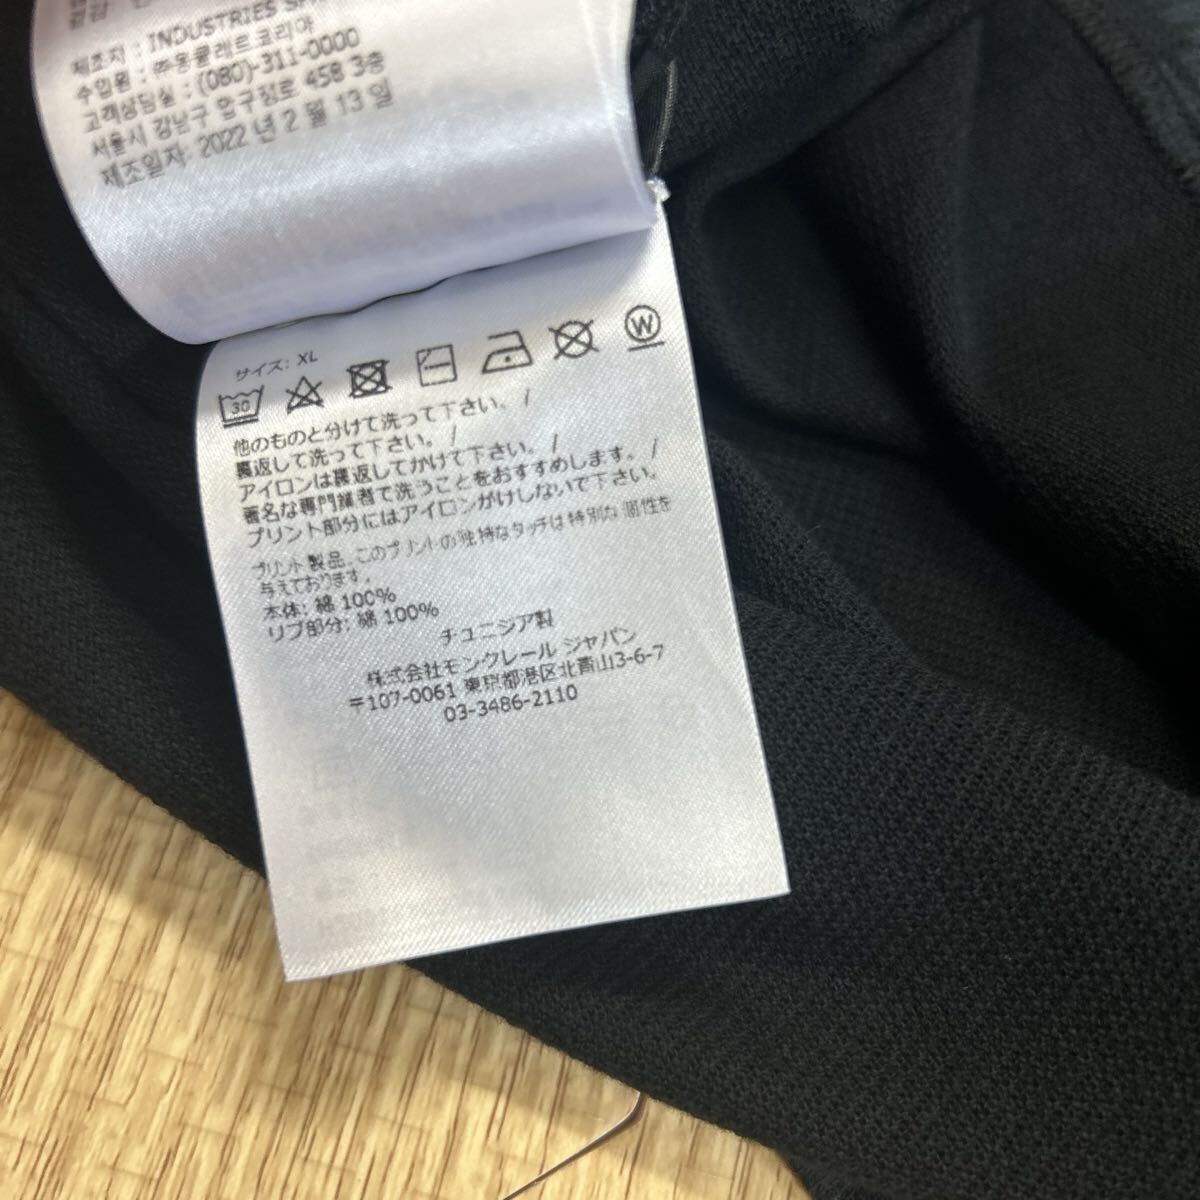 제조자 : INDUSTRIES SP
수입원 : ㈜몽클레르코리아
고객상담실 : (080)-311-0000
서울시 강남구 압구정로 458 3층
제조일자: 2022 년 2 월 13 일
サイズ: XL
30
W
他のものと分けて洗って下さい。/
裏返して洗って下さい。/
アイロンは裏返してかけて下さい。/
著名な専門業者で洗うことをおすすめします。/
プリント部分にはアイロンがけしないで下さい。
プリント製品、このプリントの独特なタッチは特別な個性を
与えております。
本体: 綿 100%
リブ部分: 綿 100%
チュニジア製
株式会社モンクレール ジャパン
〒107-0061 東京都港区北青山3-6-7
03-3486-2110